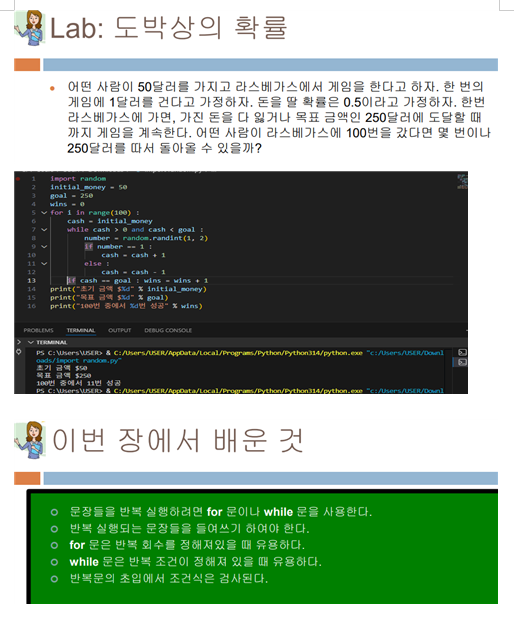 Lab: 도박상의 확률
어떤 사람이 50달러를 가지고 라스베가스에서 게임을 한다고 하자. 한 번의
게임에 1달러를 건다고 가정하자. 돈을 딸 확률은 0.5이라고 가정하자. 한번
라스베가스에 가면, 가진 돈을 다 잃거나 목표 금액인 250달러에 도달할 때
까지 게임을 계속한다. 어떤 사람이 라스베가스에 100번을 갔다면 몇 번이나
250달러를 따서 돌아올 수 있을까?
1 import random
2 initial_money = 50
3 goal = 250
4 wins = 0
5 for i in range(100) :
6 cash = initial_money
7 while cash > 0 and cash < goal :
8 number = random.randint(1, 2)
9 if number == 1 :
10 cash = cash + 1
11 else :
12 cash = cash - 1
13 if cash == goal : wins = wins + 1
14 print("초기 금액 $%d" % initial_money)
15 print("목표 금액 $%d" % goal)
16 print("100번 중에서 %d번 성공" % wins)
PROBLEMS TERMINAL OUTPUT DEBUG CONSOLE
TERMINAL
PS C:\Users\USER> & C:/Users/USER/AppData/Local/Programs/Python/Python314/python.exe "c:/Users/USER/Downl
oads/import random.py"
초기 금액 $50
목표 금액 $250
100번 중에서 11번 성공
PS C:\Users\USER> & C:/Users/USER/AppData/Local/Programs/Python/Python314/python.exe "c:/Users/USER/Downl
이번 장에서 배운 것
문장들을 반복 실행하려면 for 문이나 while 문을 사용한다.
반복 실행되는 문장들을 들여쓰기 하여야 한다.
for 문은 반복 회수를 정해져있을 때 유용하다.
while 문은 반복 조건이 정해져 있을 때 유용하다.
반복문의 초입에서 조건식은 검사된다.